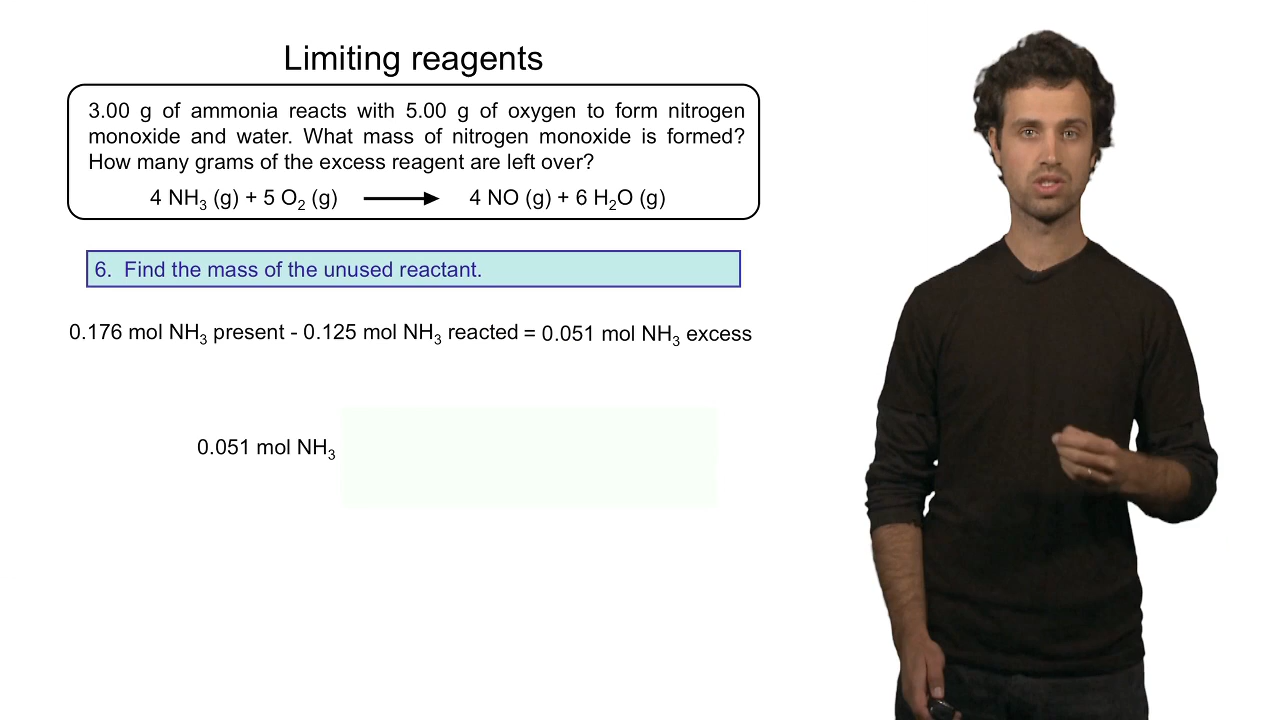 Limiting reagents
3.00 g of ammonia reacts with 5.00 g of oxygen to form nitrogen
monoxide and water. What mass of nitrogen monoxide is formed?
How many grams of the excess reagent are left over?
4 NH₃ (g) + 5 O₂ (g) ⟶ 4 NO (g) + 6 H₂O (g)
6. Find the mass of the unused reactant.
0.176 mol NH₃ present - 0.125 mol NH₃ reacted = 0.051 mol NH₃ excess
0.051 mol NH₃